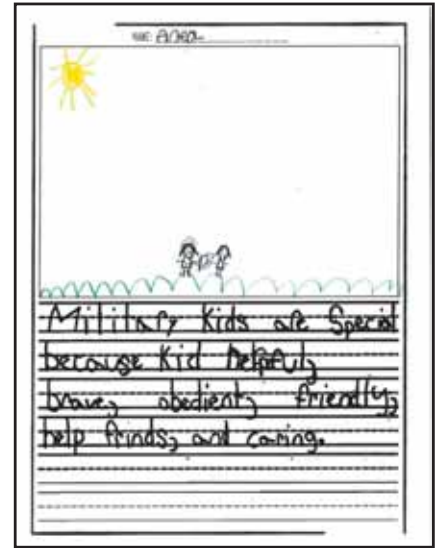 Military Kids are Special
because Kid helpful,
brave, obedient, friendly,
help frinds, and caring.